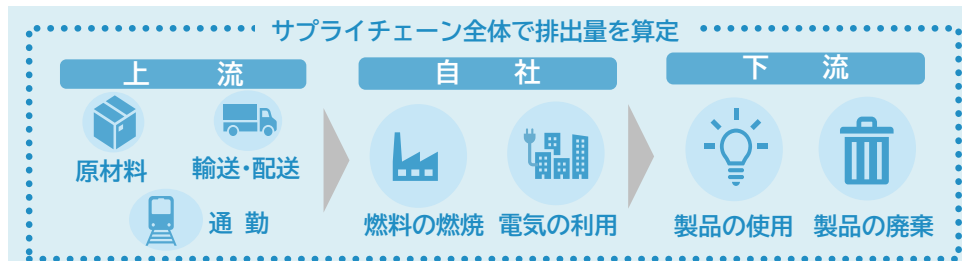 サプライチェーン全体で排出量を算定
上 流
自 社
下 流
原材料
輸送・配送
通 勤
燃料の燃焼
電気の利用
製品の使用
製品の廃棄